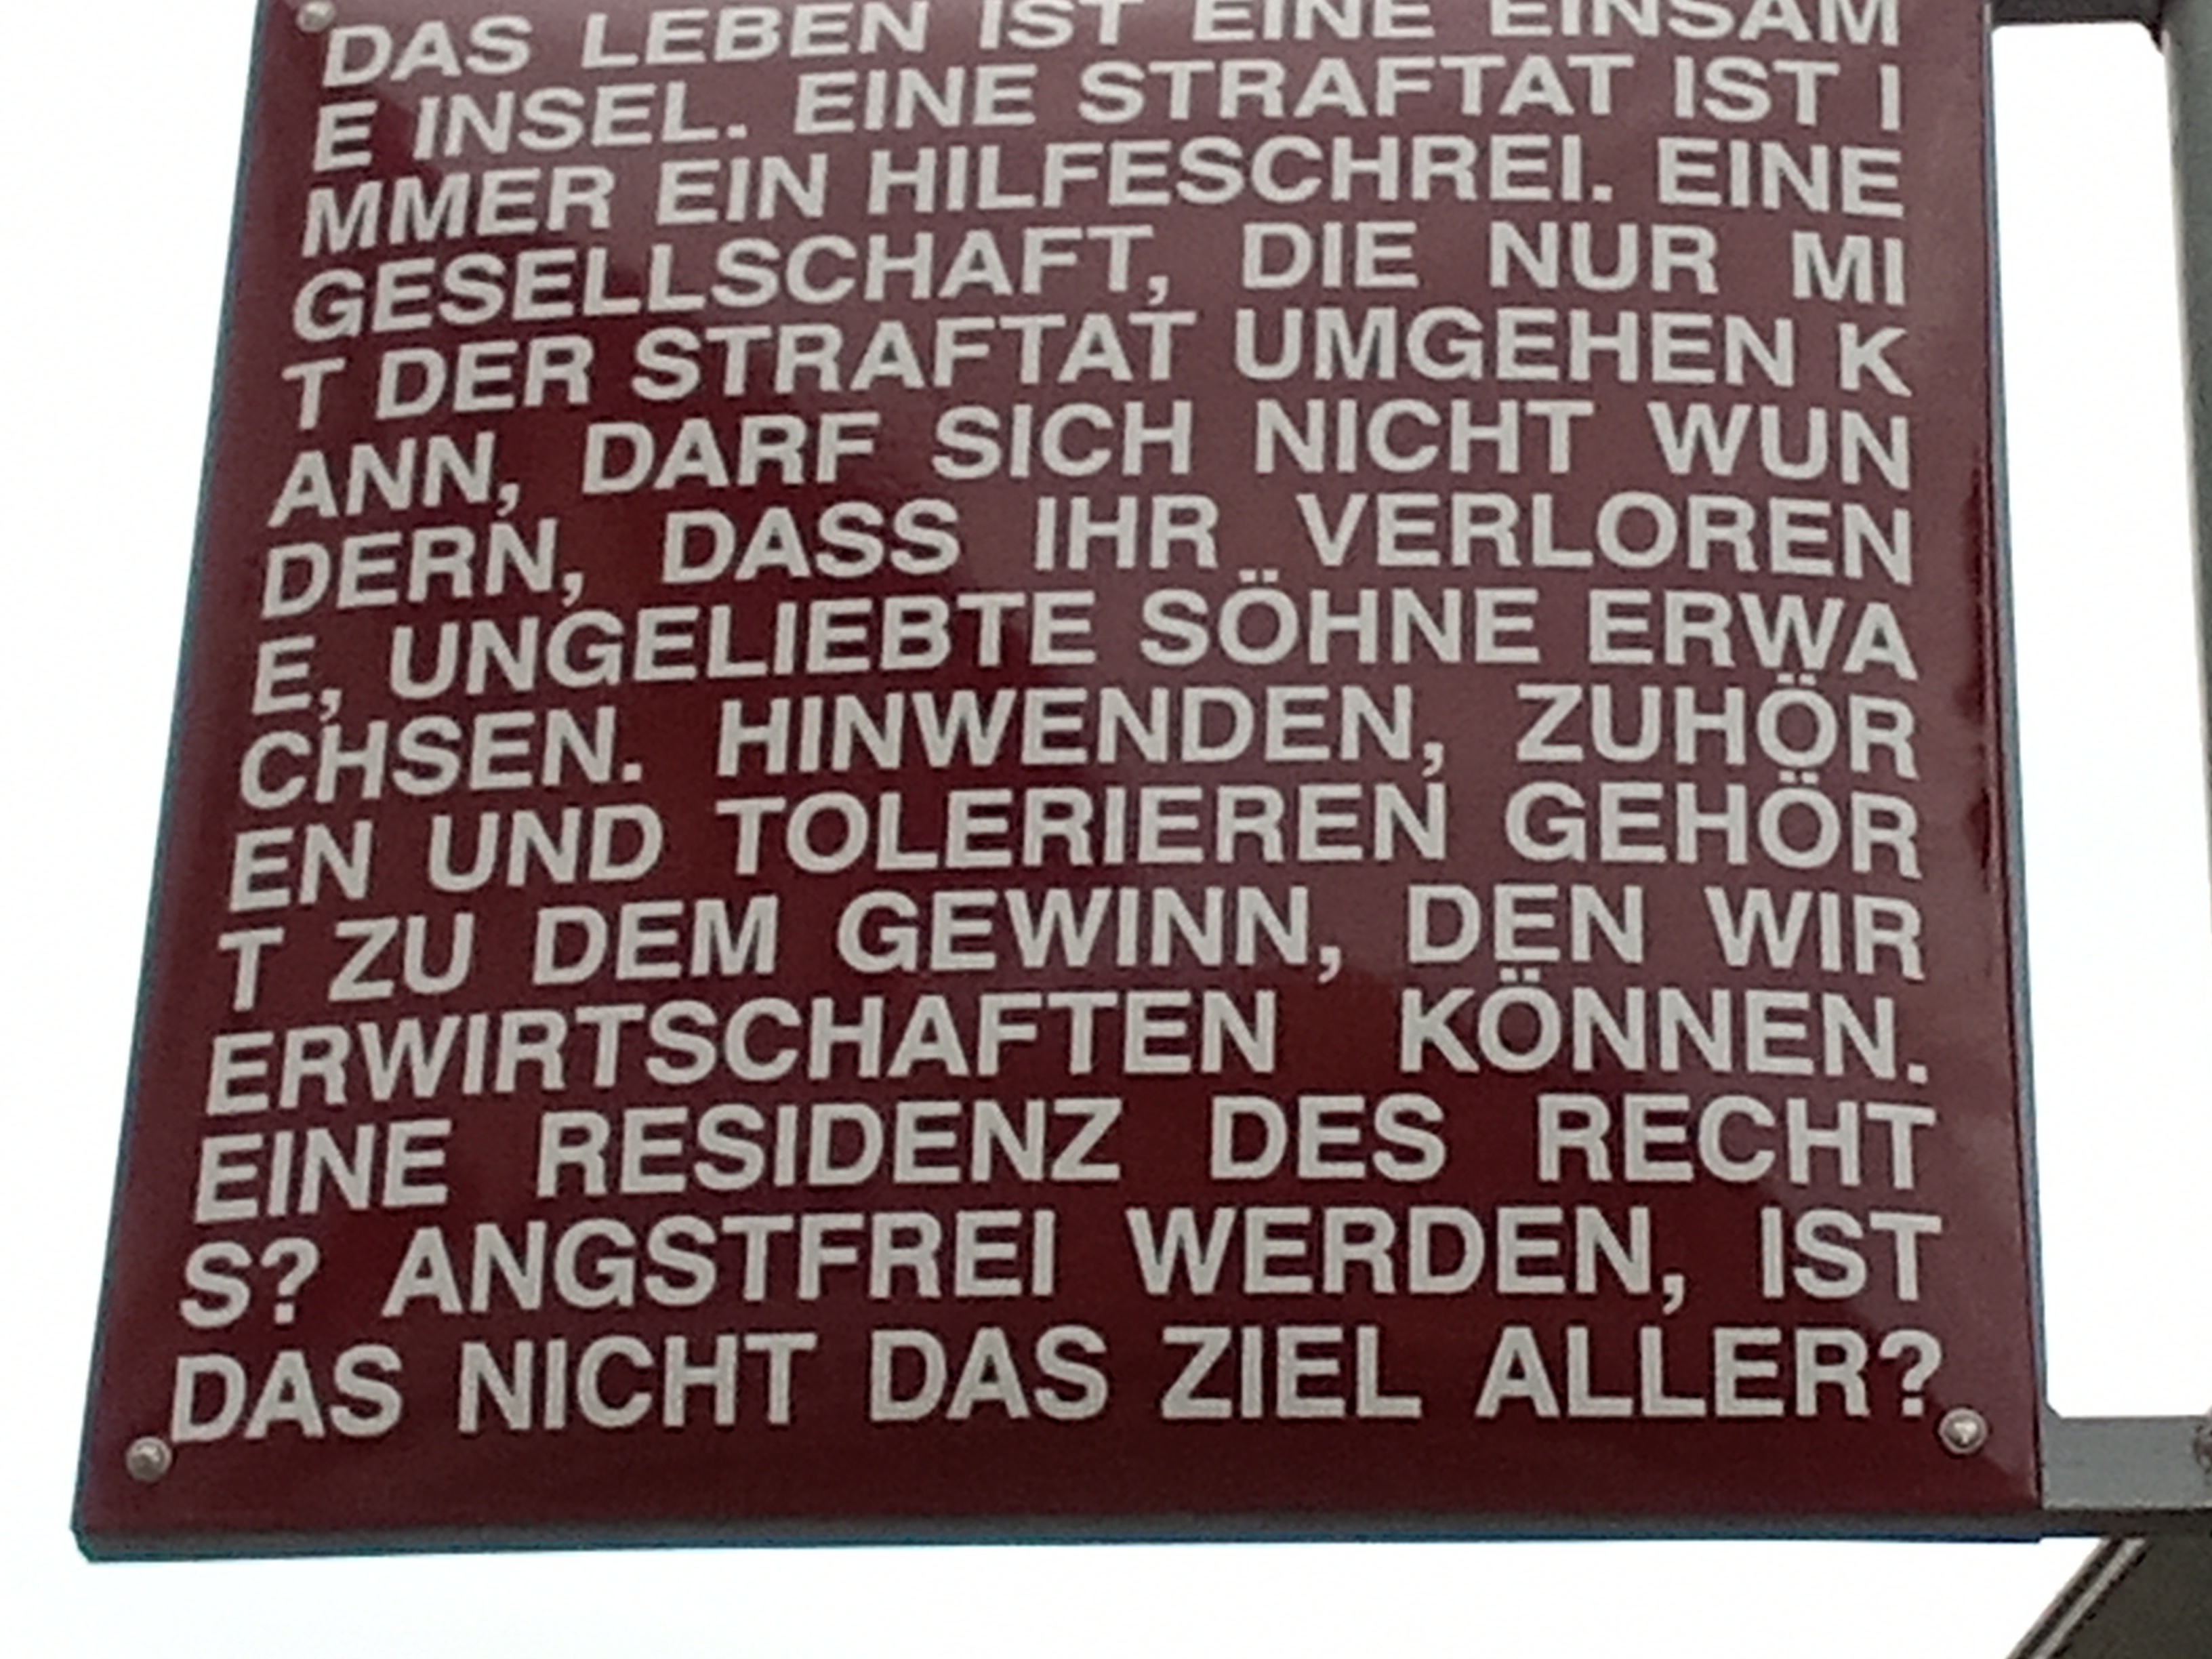 DAS LEBEN IST EINE EINSAM
E INSEL. EINE STRAFTAT IST I
MMER EIN HILFESCHREI. EINE
GESELLSCHAFT, DIE NUR MI
T DER STRAFTAT UMGEHEN K
ANN, DARF SICH NICHT WUN
DERN, DASS IHR VERLOREN
E, UNGELIEBTE SÖHNE ERWA
CHSEN. HINWENDEN, ZUHÖR
EN UND TOLERIEREN GEHÖR
T ZU DEM GEWINN, DEN WIR
ERWIRTSCHAFTEN KÖNNEN.
EINE RESIDENZ DES RECHT
S? ANGSTFREI WERDEN, IST
DAS NICHT DAS ZIEL ALLER?